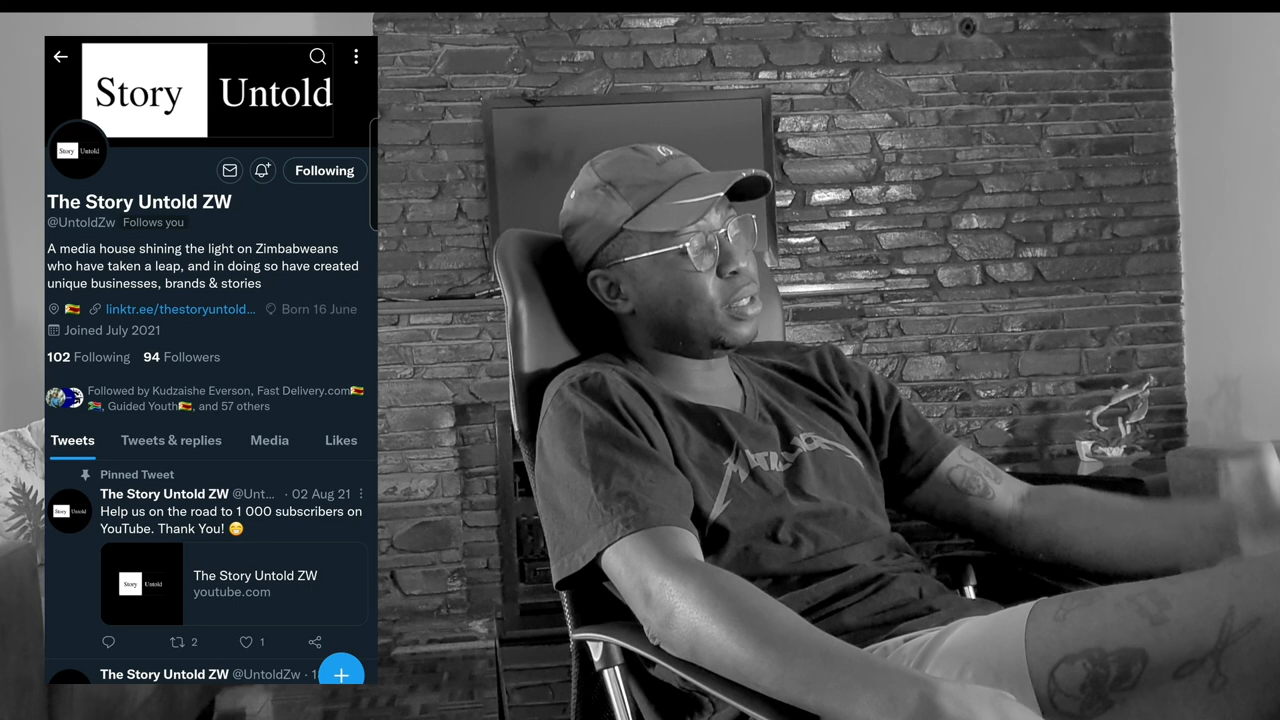 Story Untold
Story Untold
Following
The Story Untold ZW
@UntoldZw Follows you
A media house shining the light on Zimbabweans
who have taken a leap, and in doing so have created
unique businesses, brands & stories
linktr.ee/thestoryuntold... Born 16 June
Joined July 2021
102 Following 94 Followers
Followed by Kudzaishe Everson, Fast Delivery.com🇿🇼
🇿🇦, Guided Youth🇿🇼, and 57 others
Tweets Tweets & replies Media Likes
Pinned Tweet
The Story Untold ZW @Unt... · 02 Aug 21
Story Untold
Help us on the road to 1 000 subscribers on
YouTube. Thank You! 😁
Story Untold
The Story Untold ZW
youtube.com
2 1
The Story Untold ZW @UntoldZw · 1
METALLICA